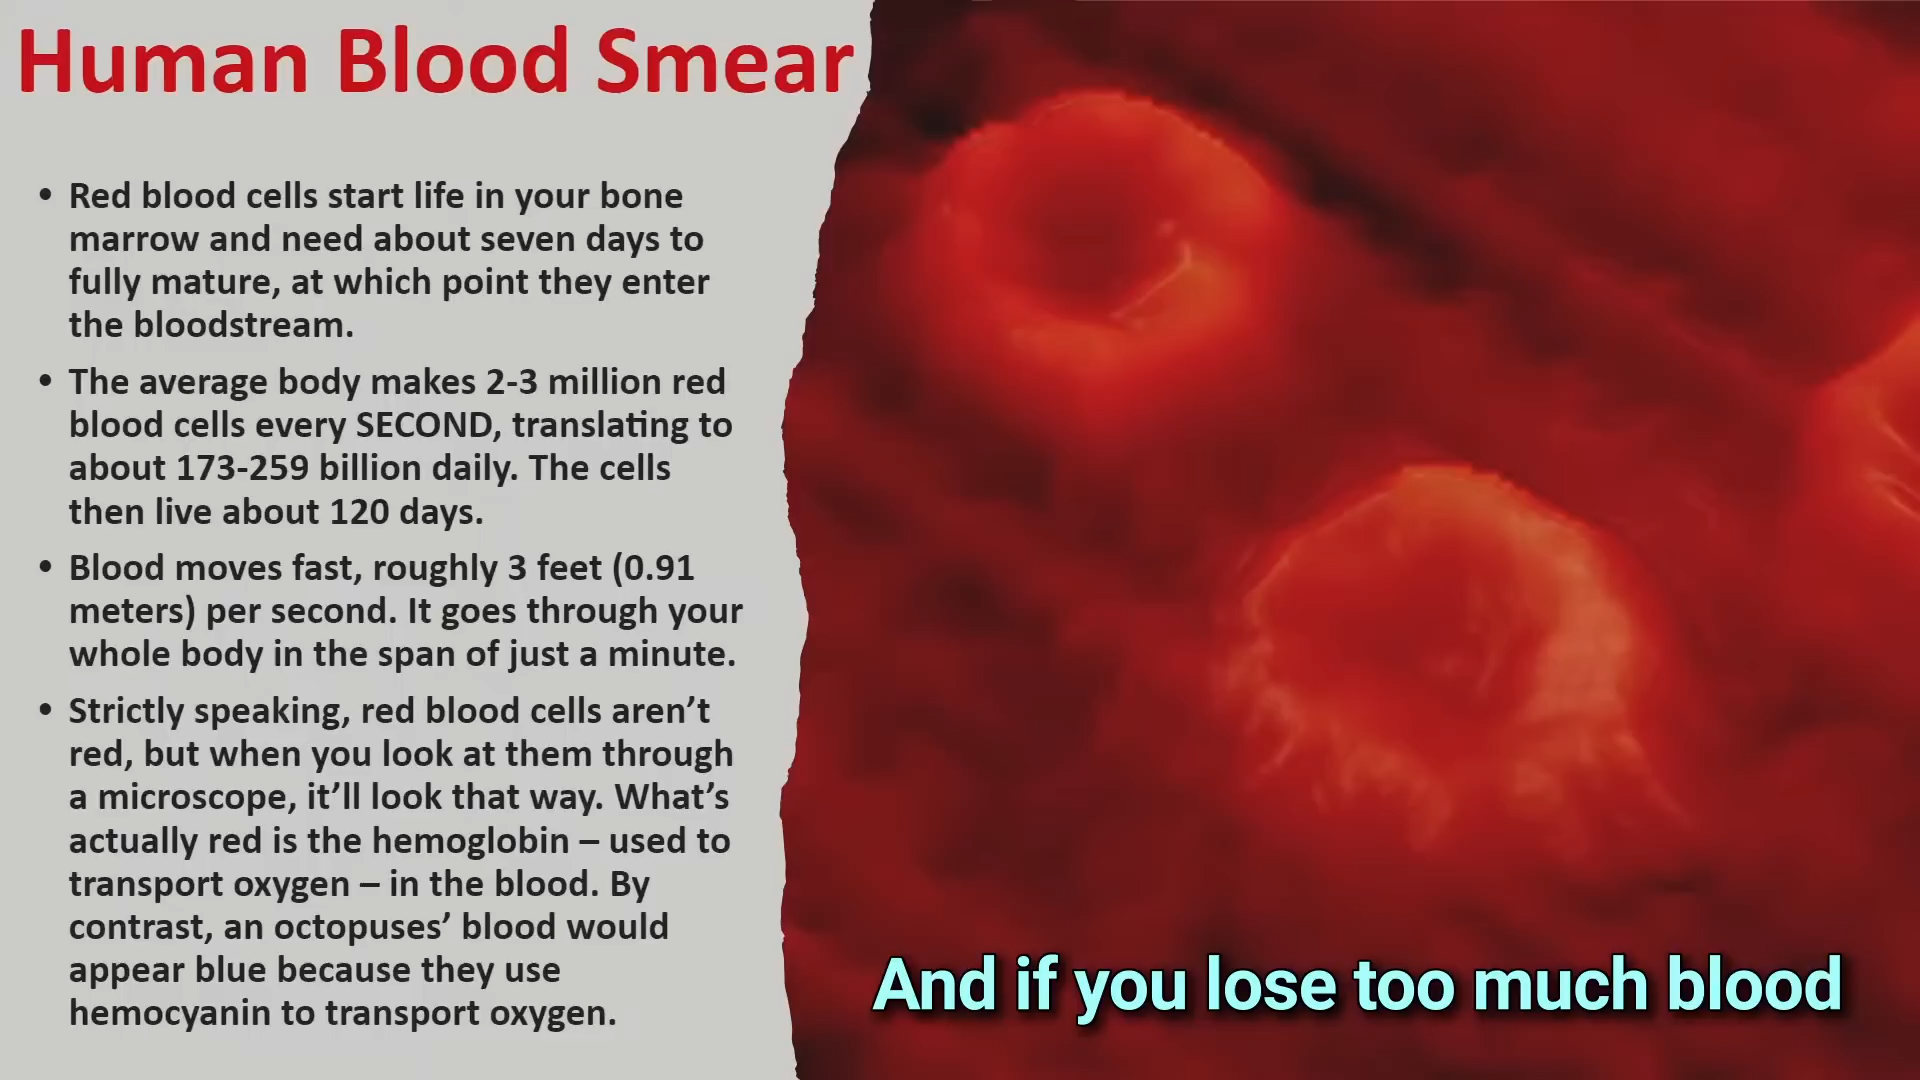 Human Blood Smear
• Red blood cells start life in your bone
marrow and need about seven days to
fully mature, at which point they enter
the bloodstream.
• The average body makes 2-3 million red
blood cells every SECOND, translating to
about 173-259 billion daily. The cells
then live about 120 days.
• Blood moves fast, roughly 3 feet (0.91
meters) per second. It goes through your
whole body in the span of just a minute.
• Strictly speaking, red blood cells aren’t
red, but when you look at them through
a microscope, it’ll look that way. What’s
actually red is the hemoglobin – used to
transport oxygen – in the blood. By
contrast, an octopuses’ blood would
appear blue because they use
hemocyanin to transport oxygen.
And if you lose too much blood